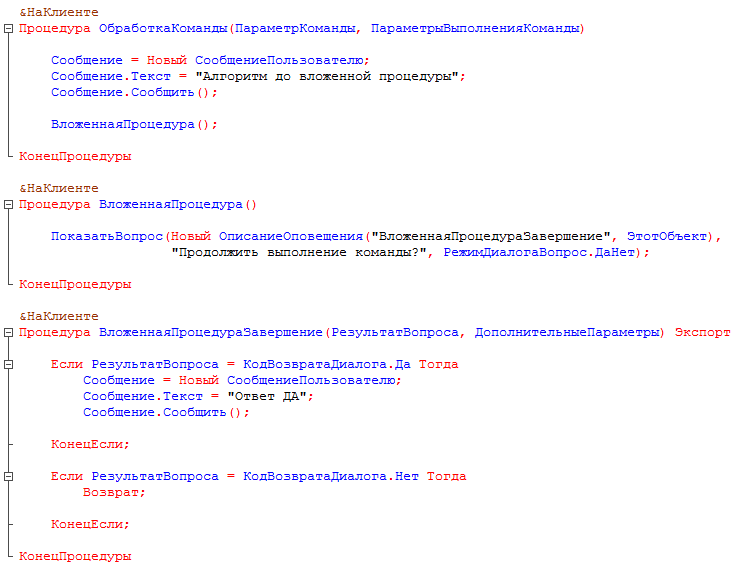 &НаКлиенте
Процедура ОбработкаКоманды(ПараметрКоманды, ПараметрыВыполненияКоманды)
Сообщение = Новый СообщениеПользователю;
Сообщение.Текст = "Алгоритм до вложенной процедуры";
Сообщение.Сообщить();
ВложеннаяПроцедура();
КонецПроцедуры
&НаКлиенте
Процедура ВложеннаяПроцедура()
ПоказатьВопрос(Новый ОписаниеОповещения("ВложеннаяПроцедураЗавершение", ЭтотОбъект),
"Продолжить выполнение команды?", РежимДиалогаВопрос.ДаНет);
КонецПроцедуры
&НаКлиенте
Процедура ВложеннаяПроцедураЗавершение(РезультатВопроса, ДополнительныеПараметры) Экспорт
Если РезультатВопроса = КодВозвратаДиалога.Да Тогда
Сообщение = Новый СообщениеПользователю;
Сообщение.Текст = "Ответ ДА";
Сообщение.Сообщить();
КонецЕсли;
Если РезультатВопроса = КодВозвратаДиалога.Нет Тогда
Возврат;
КонецЕсли;
КонецПроцедуры